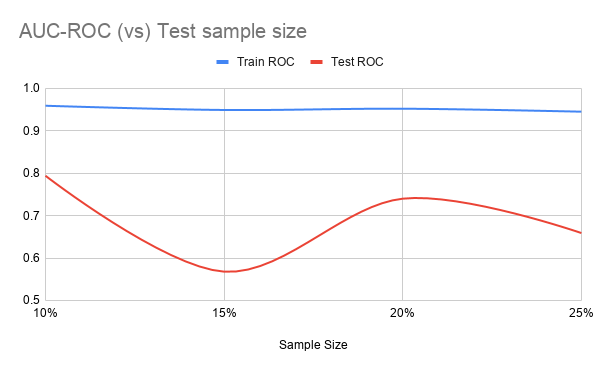 AUC-ROC (vs) Test sample size
Train ROC Test ROC
1.0
0.9
0.8
0.7
0.6
0.5
10% 15% 20% 25%
Sample Size